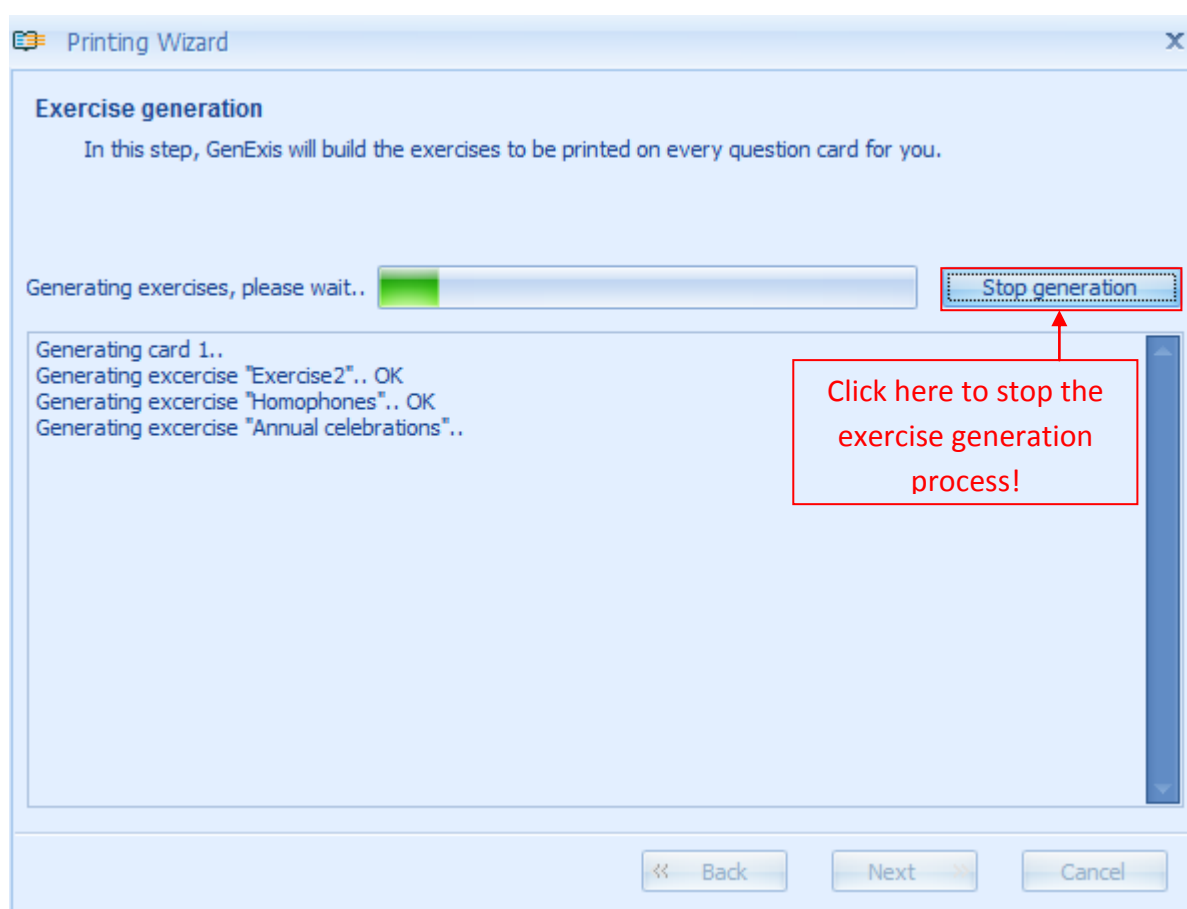 Printing Wizard
Exercise generation
In this step, GenExis will build the exercises to be printed on every question card for you.
Generating exercises, please wait..
Stop generation
Generating card 1..
Generating excercise "Exercise2".. OK
Generating excercise "Homophones".. OK
Generating excercise "Annual celebrations"..
Click here to stop the
exercise generation
process!
Back
Next
Cancel